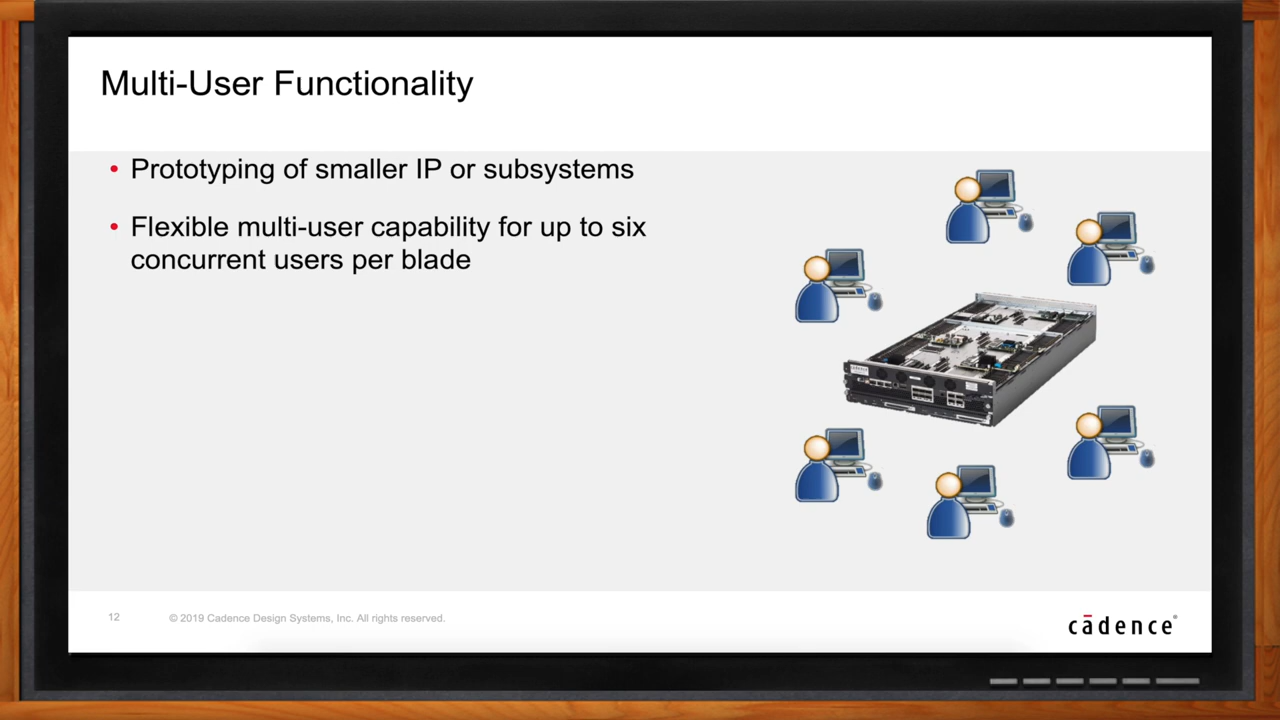 Multi-User Functionality
• Prototyping of smaller IP or subsystems
• Flexible multi-user capability for up to six
concurrent users per blade
12 © 2019 Cadence Design Systems, Inc. All rights reserved.
cādence®